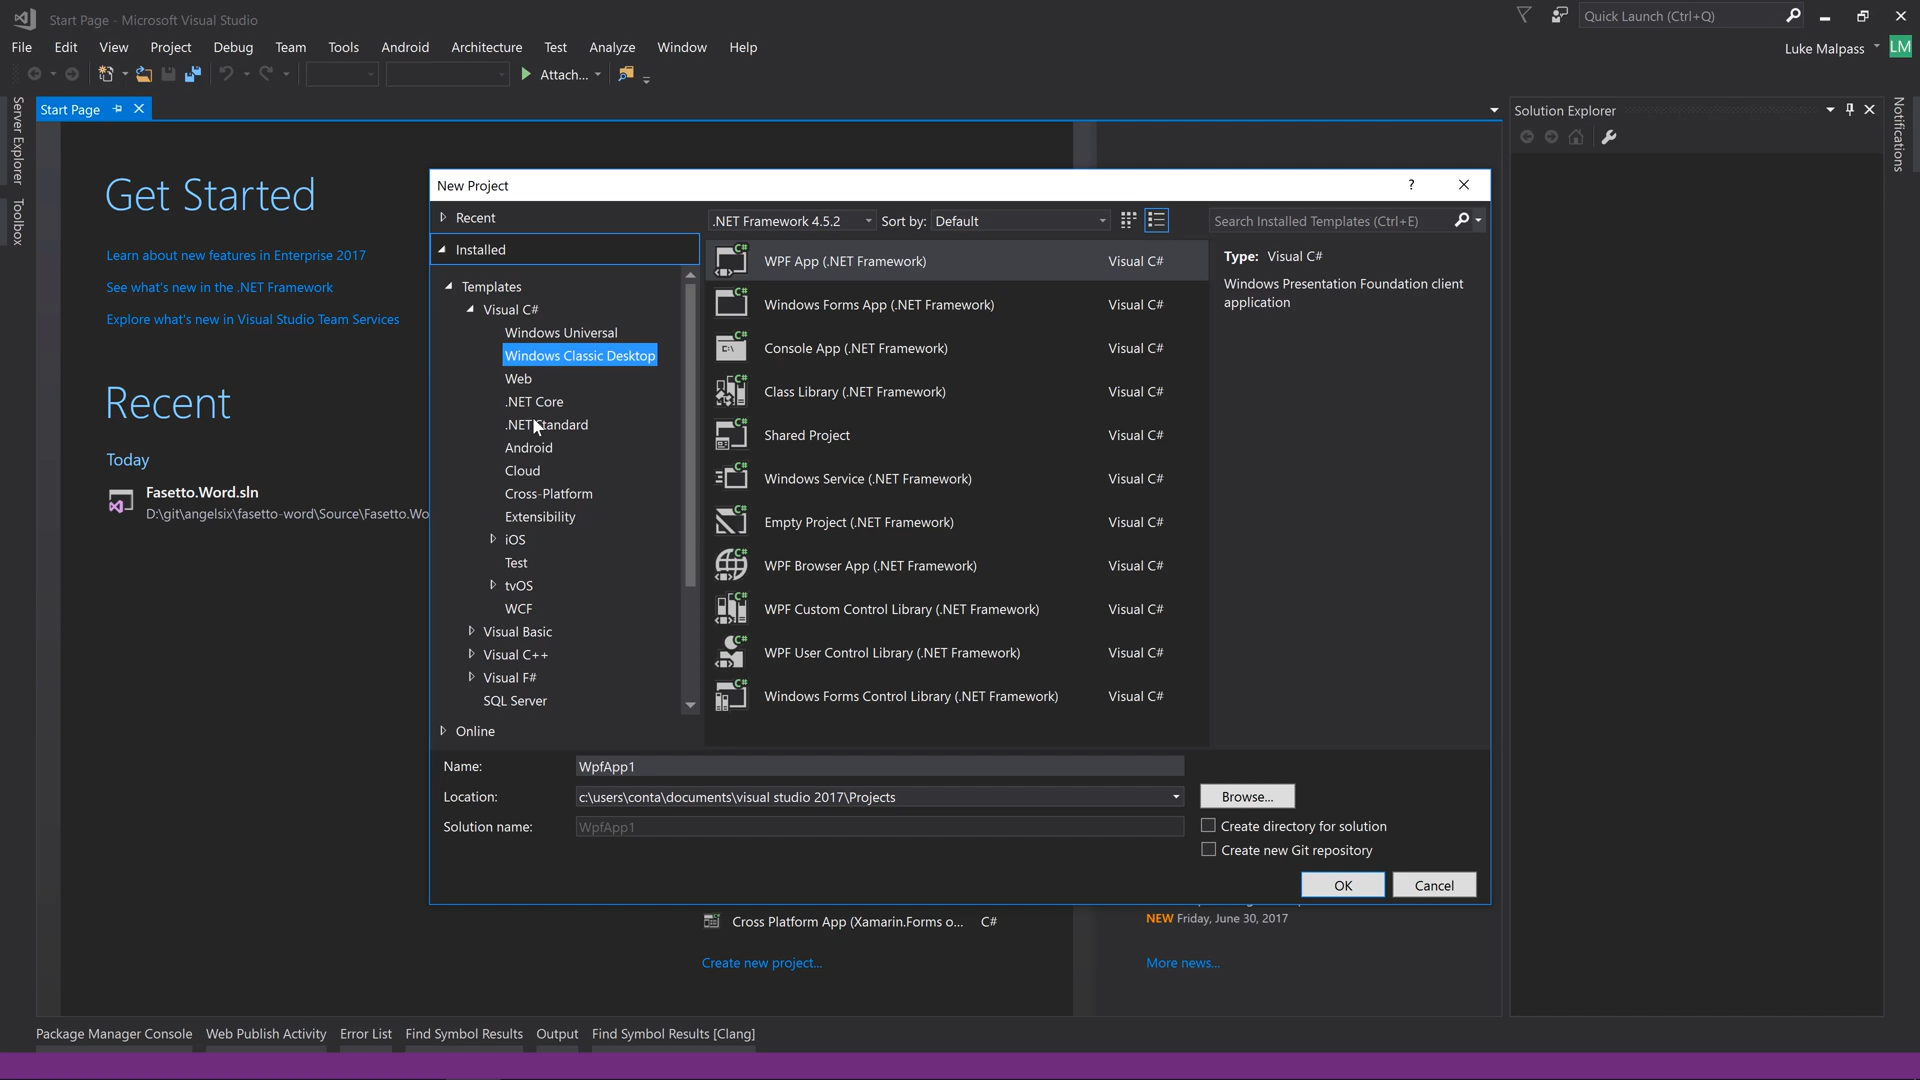 Start Page - Microsoft Visual Studio
Quick Launch (Ctrl+Q)
File Edit View Project Debug Team Tools Android Architecture Test Analyze Window Help
Luke Malpass LM
Attach...
Server Explorer
Toolbox
Start Page
Solution Explorer
Notifications
Get Started
Learn about new features in Enterprise 2017
See what's new in the .NET Framework
Explore what's new in Visual Studio Team Services
Recent
Today
Fasetto.Word.sln
D:\git\angelsix\fasetto-word\Source\Fasetto.Wo
New Project
?
Recent
Installed
.NET Framework 4.5.2
Sort by: Default
Search Installed Templates (Ctrl+E)
Templates
Visual C#
Windows Universal
Windows Classic Desktop
Web
.NET Core
.NET Standard
Android
Cloud
Cross-Platform
Extensibility
iOS
Test
tvOS
WCF
Visual Basic
Visual C++
Visual F#
SQL Server
Online
WPF App (.NET Framework) Visual C#
Windows Forms App (.NET Framework) Visual C#
Console App (.NET Framework) Visual C#
Class Library (.NET Framework) Visual C#
Shared Project Visual C#
Windows Service (.NET Framework) Visual C#
Empty Project (.NET Framework) Visual C#
WPF Browser App (.NET Framework) Visual C#
WPF Custom Control Library (.NET Framework) Visual C#
WPF User Control Library (.NET Framework) Visual C#
Windows Forms Control Library (.NET Framework) Visual C#
Type: Visual C#
Windows Presentation Foundation client
application
Name: WpfApp1
Location: c:\users\conta\documents\visual studio 2017\Projects
Browse...
Solution name: WpfApp1
Create directory for solution
Create new Git repository
OK Cancel
Cross Platform App (Xamarin.Forms o... C#
Create new project...
NEW Friday, June 30, 2017
More news...
Package Manager Console Web Publish Activity Error List Find Symbol Results Output Find Symbol Results [Clang]